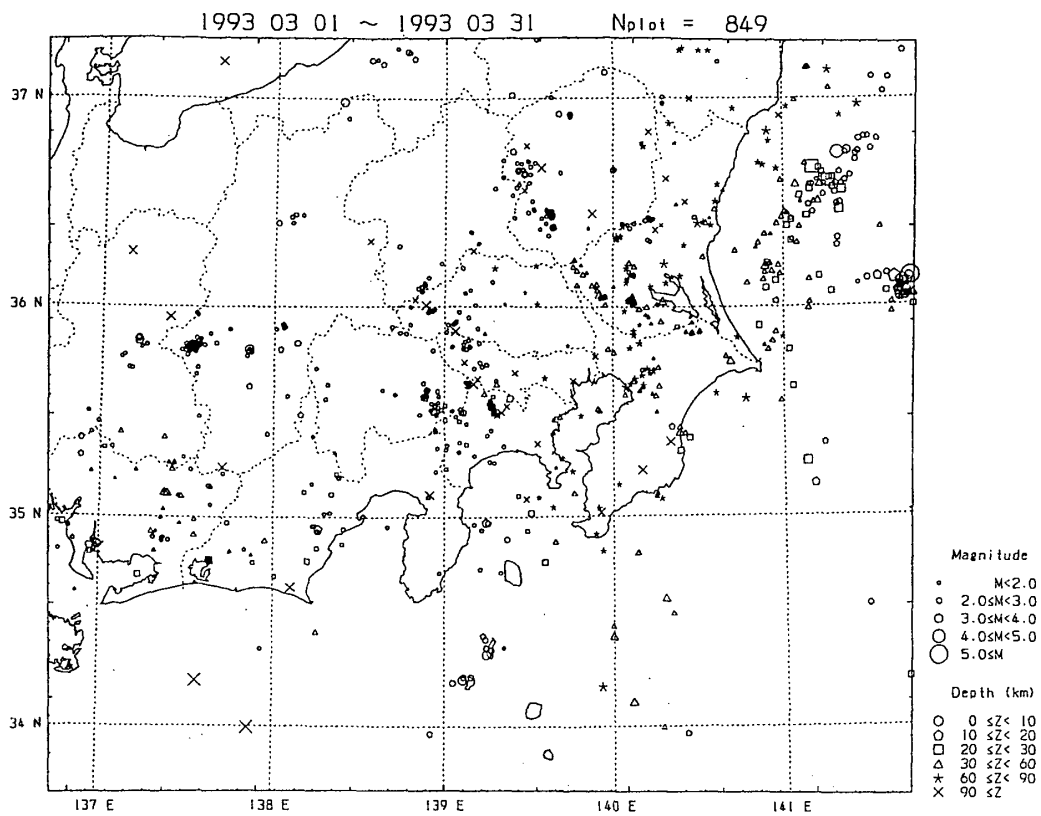 1993 03 01 ~ 1993 03 31 Nplot = 849
37 N
36 N
35 N
34 N
137 E
138 E
139 E
140 E
141 E
Magnitude
M<2.0
2.0≤M<3.0
3.0≤M<4.0
4.0≤M<5.0
5.0≤M
Depth (km)
0 ≤Z< 10
10 ≤Z< 20
20 ≤Z< 30
30 ≤Z< 60
60 ≤Z< 90
90 ≤Z